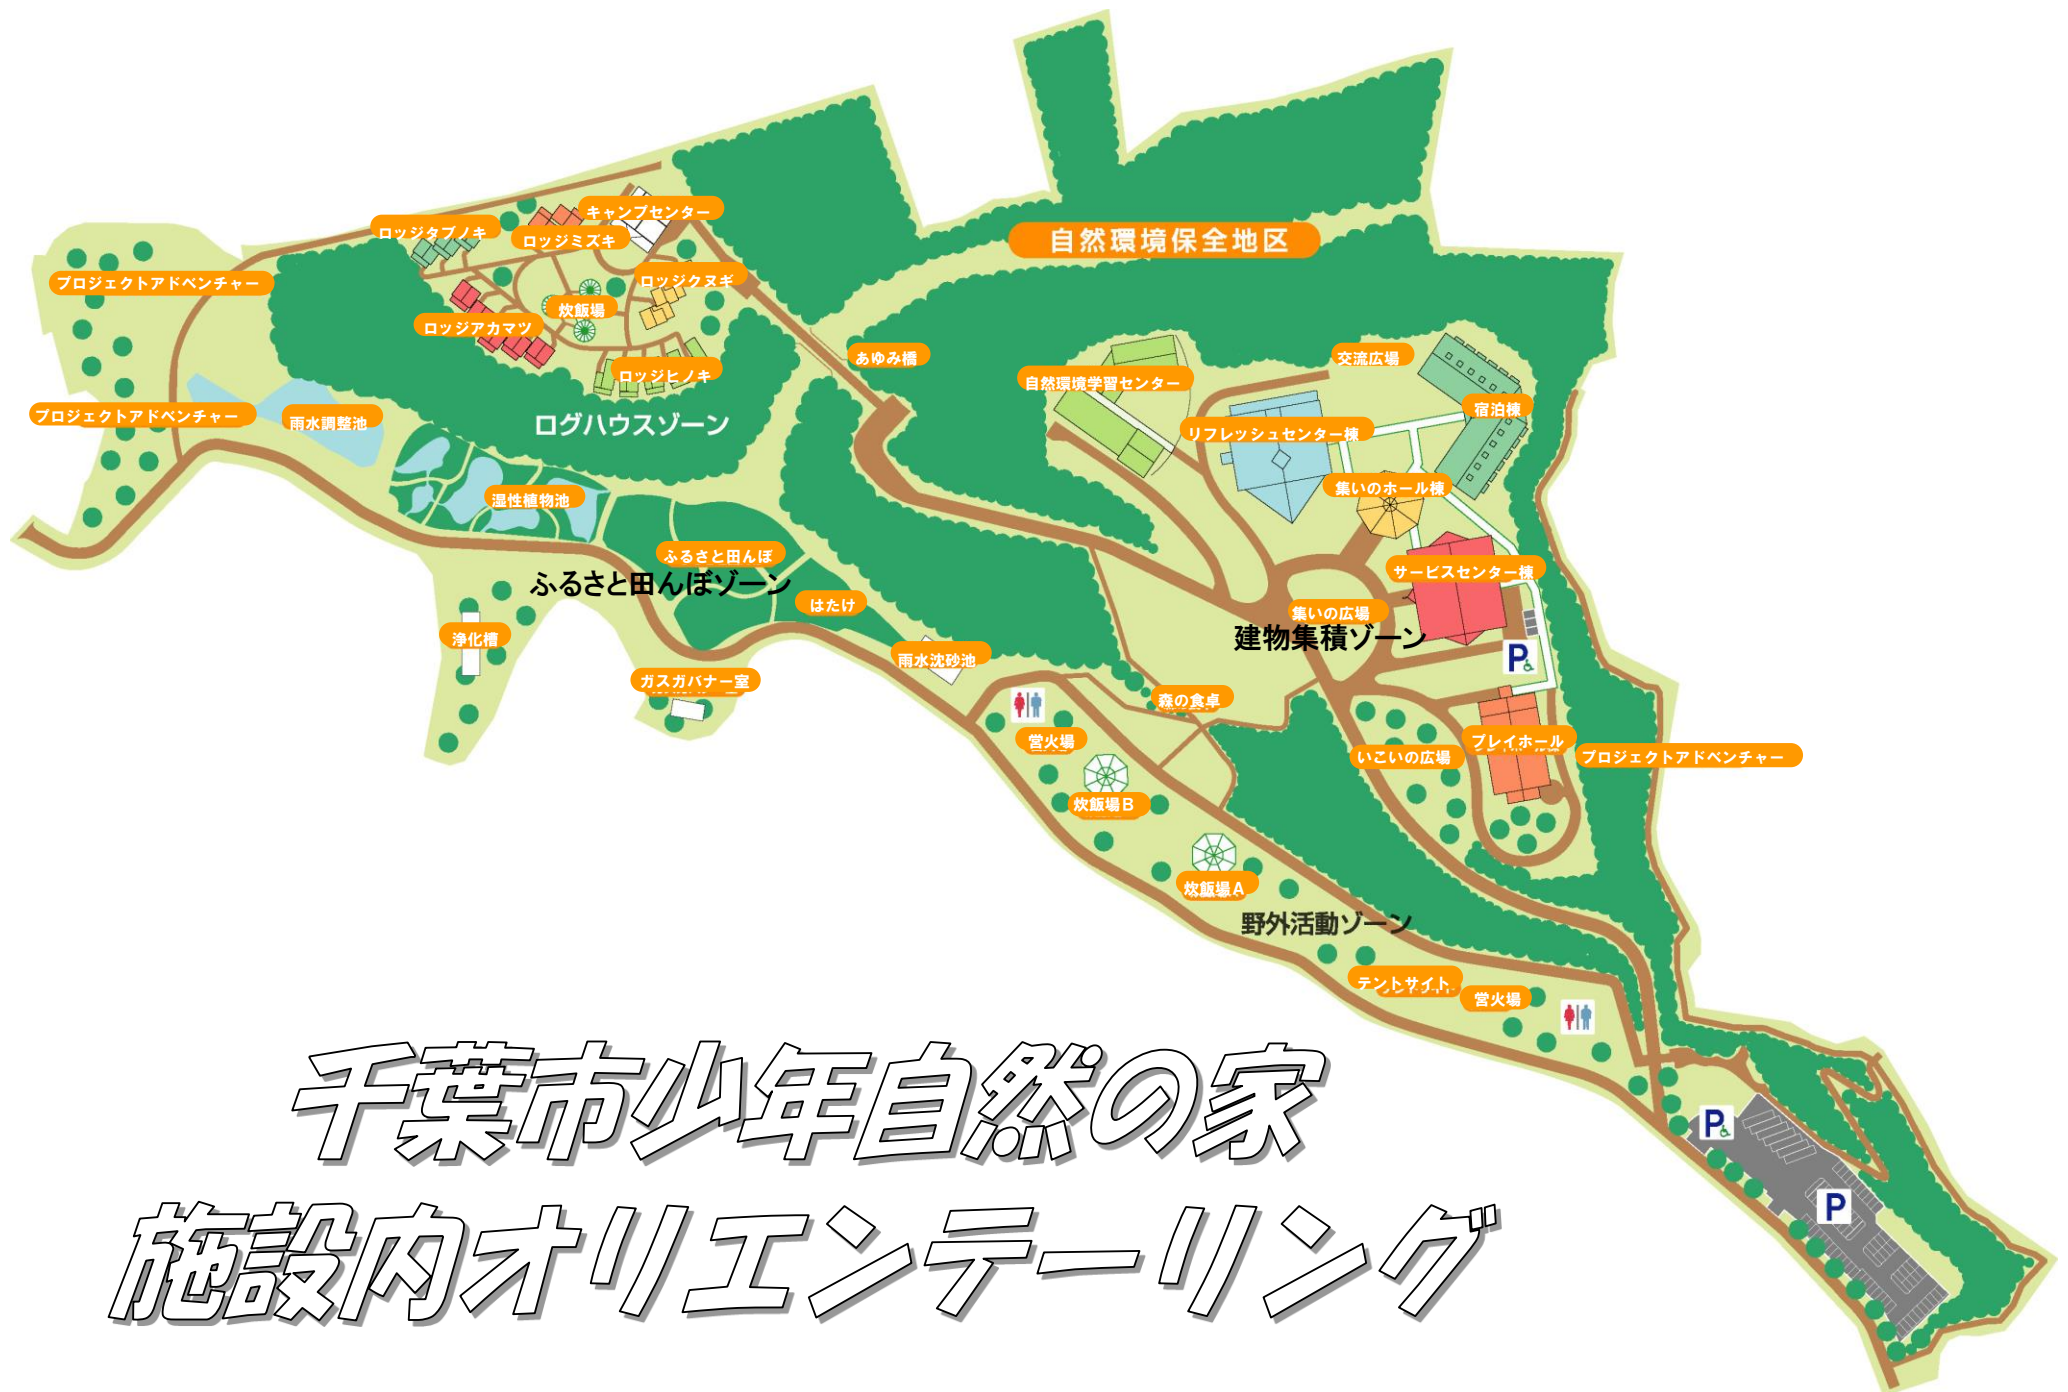 自然環境保全地区
キャンプセンター
ロッジタブノキ
ロッジミズキ
プロジェクトアドベンチャー
ロッジクヌギ
炊飯場
ロッジアカマツ
あゆみ橋
交流広場
ロッジヒノキ
自然環境学習センター
宿泊棟
プロジェクトアドベンチャー
雨水調整池
ログハウスゾーン
リフレッシュセンター棟
集いのホール棟
湿性植物池
ふるさと田んぼ
ふるさと田んぼゾーン
サービスセンター棟
はたけ
集いの広場
建物集積ゾーン
浄化槽
雨水沈砂池
P
ガスガバナー室
森の食卓
営火場
いこいの広場
プレイホール
プロジェクトアドベンチャー
炊飯場B
炊飯場A
野外活動ゾーン
テントサイト
営火場
P
P
千葉市少年自然の家
施設内オリエンテーリング